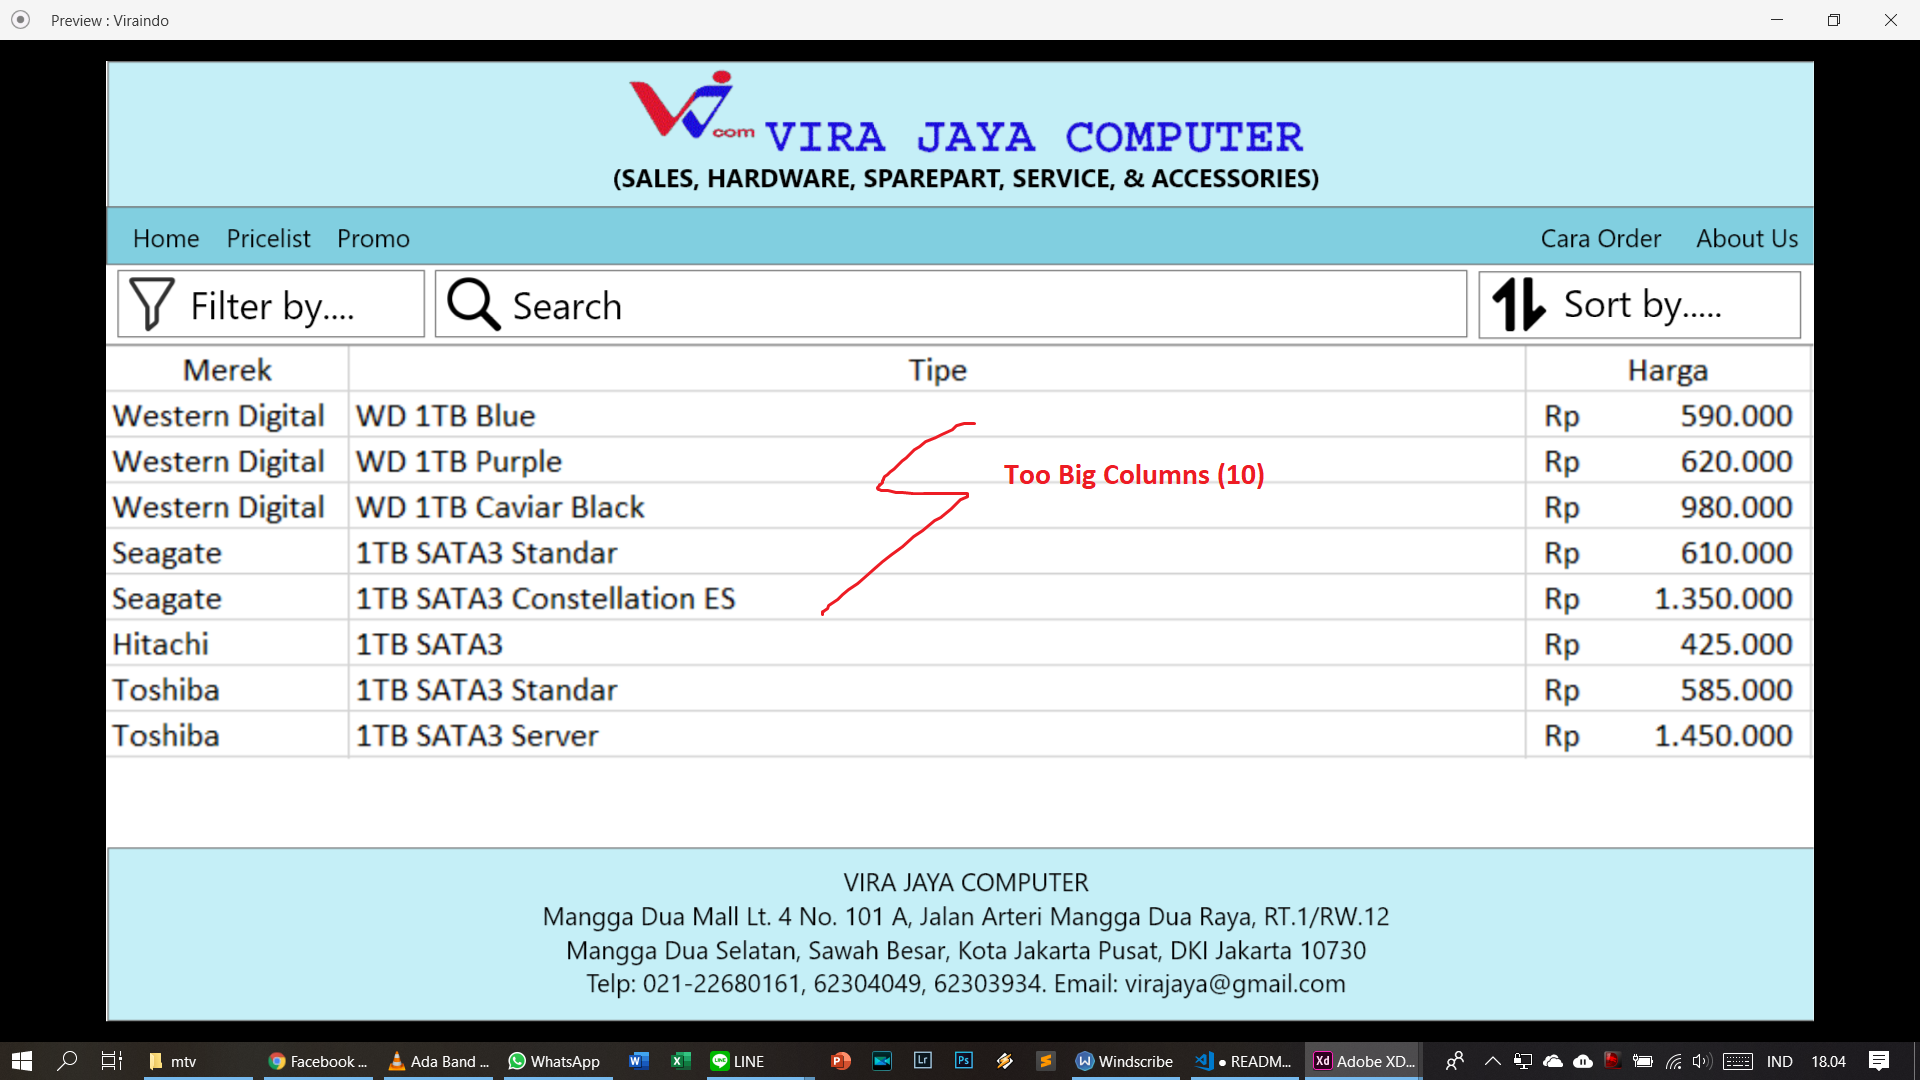 Preview : Viraindo
com VIRA JAYA COMPUTER
(SALES, HARDWARE, SPAREPART, SERVICE, & ACCESSORIES)
Home Pricelist Promo Cara Order About Us
Filter by.... Search Sort by.....
Merek Tipe Harga
Western Digital WD 1TB Blue Rp 590.000
Western Digital WD 1TB Purple Rp 620.000
Too Big Columns (10)
Western Digital WD 1TB Caviar Black Rp 980.000
Seagate 1TB SATA3 Standar Rp 610.000
Seagate 1TB SATA3 Constellation ES Rp 1.350.000
Hitachi 1TB SATA3 Rp 425.000
Toshiba 1TB SATA3 Standar Rp 585.000
Toshiba 1TB SATA3 Server Rp 1.450.000
VIRA JAYA COMPUTER
Mangga Dua Mall Lt. 4 No. 101 A, Jalan Arteri Mangga Dua Raya, RT.1/RW.12
Mangga Dua Selatan, Sawah Besar, Kota Jakarta Pusat, DKI Jakarta 10730
Telp: 021-22680161, 62304049, 62303934. Email: virajaya@gmail.com
mtv Facebook ... Ada Band ... WhatsApp LINE Lr Ps Windscribe • READM... Xd Adobe XD... IND 18.04